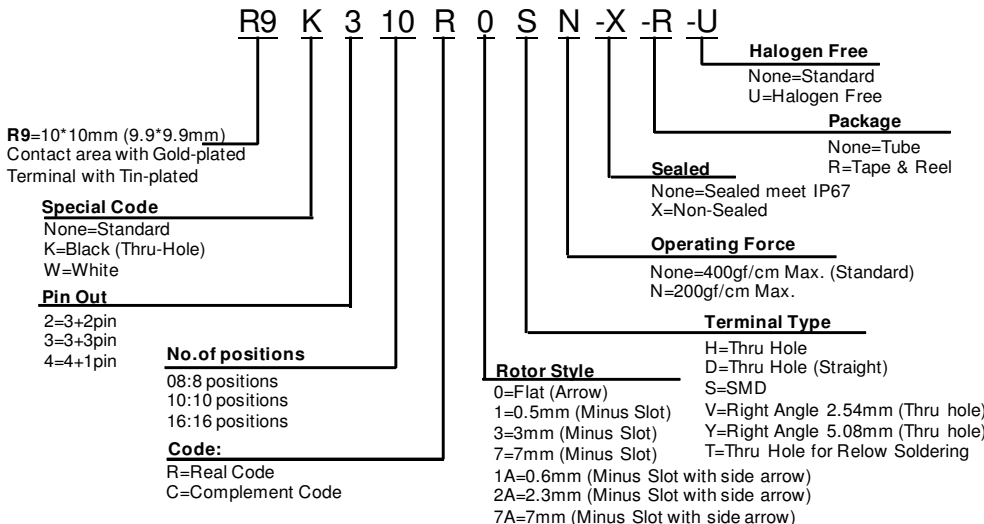 R9 K 3 10 R 0 S N -X -R -U
Halogen Free
None=Standard
U=Halogen Free
Package
None=Tube
R=Tape & Reel
Sealed
None=Sealed meet IP67
X=Non-Sealed
Operating Force
None=400gf/cm Max. (Standard)
N=200gf/cm Max.
Terminal Type
H=Thru Hole
D=Thru Hole (Straight)
S=SMD
V=Right Angle 2.54mm (Thru hole)
Y=Right Angle 5.08mm (Thru hole)
T=Thru Hole for Relow Soldering
Rotor Style
0=Flat (Arrow)
1=0.5mm (Minus Slot)
3=3mm (Minus Slot)
7=7mm (Minus Slot)
1A=0.6mm (Minus Slot with side arrow)
2A=2.3mm (Minus Slot with side arrow)
7A=7mm (Minus Slot with side arrow)
R9=10*10mm (9.9*9.9mm)
Contact area with Gold-plated
Terminal with Tin-plated
Special Code
None=Standard
K=Black (Thru-Hole)
W=White
Pin Out
2=3+2pin
3=3+3pin
4=4+1pin
No.of positions
08:8 positions
10:10 positions
16:16 positions
Code:
R=Real Code
C=Complement Code